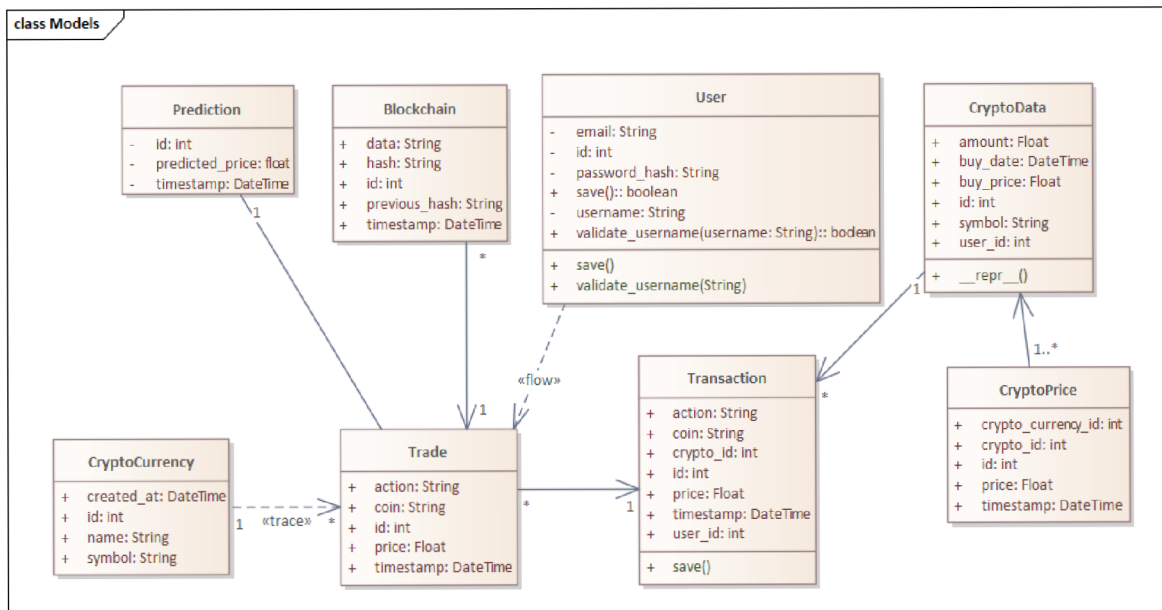 class Models
Prediction
- id: int
- predicted_price: float
- timestamp: DateTime
1
Blockchain
+ data: String
+ hash: String
+ id: int
+ previous_hash: String
+ timestamp: DateTime
*
User
- email: String
- id: int
- password_hash: String
+ save():: boolean
- username: String
+ validate_username(username: String):: boolean
+ save()
+ validate_username(String)
CryptoData
+ amount: Float
+ buy_date: DateTime
+ buy_price: Float
+ id: int
+ symbol: String
+ user_id: int
+ __repr__()
1
1..*
«flow»
1
*
CryptoCurrency
+ created_at: DateTime
+ id: int
+ name: String
+ symbol: String
1
«trace»
*
Trade
+ action: String
+ coin: String
+ id: int
+ price: Float
+ timestamp: DateTime
*
1
Transaction
+ action: String
+ coin: String
+ crypto_id: int
+ id: int
+ price: Float
+ timestamp: DateTime
+ user_id: int
+ save()
CryptoPrice
+ crypto_currency_id: int
+ crypto_id: int
+ id: int
+ price: Float
+ timestamp: DateTime